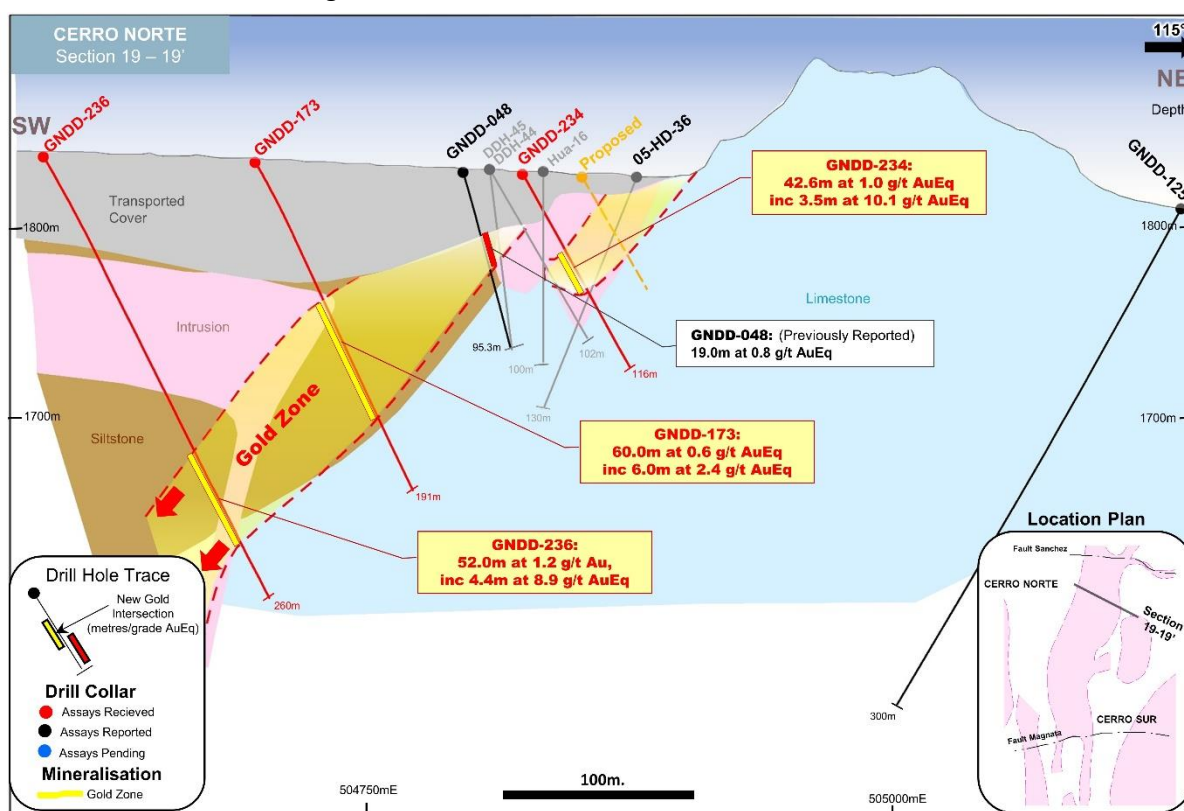 CERRO NORTE
Section 19 – 19'
115°
NE
Depth
SW
GNDD-236
GNDD-173
GNDD-048
DDH-45
DDH-44
GNDD-234
Hua-16
Proposed
05-HD-36
GNDD-125
GNDD-234:
42.6m at 1.0 g/t AuEq
inc 3.5m at 10.1 g/t AuEq
Transported
Cover
1800m
1800m
Intrusion
Limestone
GNDD-048: (Previously Reported)
19.0m at 0.8 g/t AuEq
95.3m
100m
102m
116m
130m
1700m
1700m
Siltstone
Gold Zone
GNDD-173:
60.0m at 0.6 g/t AuEq
inc 6.0m at 2.4 g/t AuEq
191m
GNDD-236:
52.0m at 1.2 g/t Au,
inc 4.4m at 8.9 g/t AuEq
260m
300m
Drill Hole Trace
New Gold
Intersection
(metres/grade AuEq)
Drill Collar
Assays Recieved
Assays Reported
Assays Pending
Mineralisation
Gold Zone
Location Plan
Fault Sanchez
CERRO NORTE
Section
19-19'
CERRO SUR
Fault Magnata
100m.
504750mE
505000mE